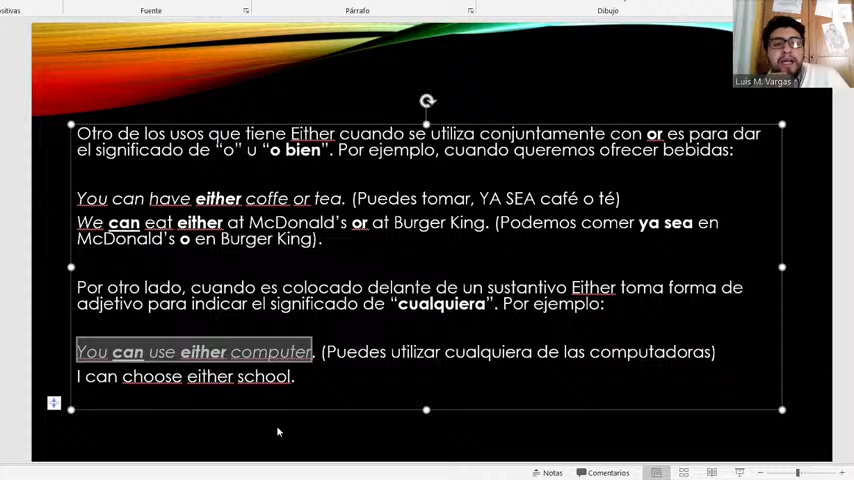 ositivas
Fuente
Párrafo
Dibujo
Luis M. Vargas
Otro de los usos que tiene Either cuando se utiliza conjuntamente con or es para dar
el significado de “o” u “o bien”. Por ejemplo, cuando queremos ofrecer bebidas:
You can have either coffe or tea. (Puedes tomar, YA SEA café o té)
We can eat either at McDonald’s or at Burger King. (Podemos comer ya sea en
McDonald’s o en Burger King).
Por otro lado, cuando es colocado delante de un sustantivo Either toma forma de
adjetivo para indicar el significado de “cualquiera”. Por ejemplo:
You can use either computer. (Puedes utilizar cualquiera de las computadoras)
I can choose either school.
Notas
Comentarios